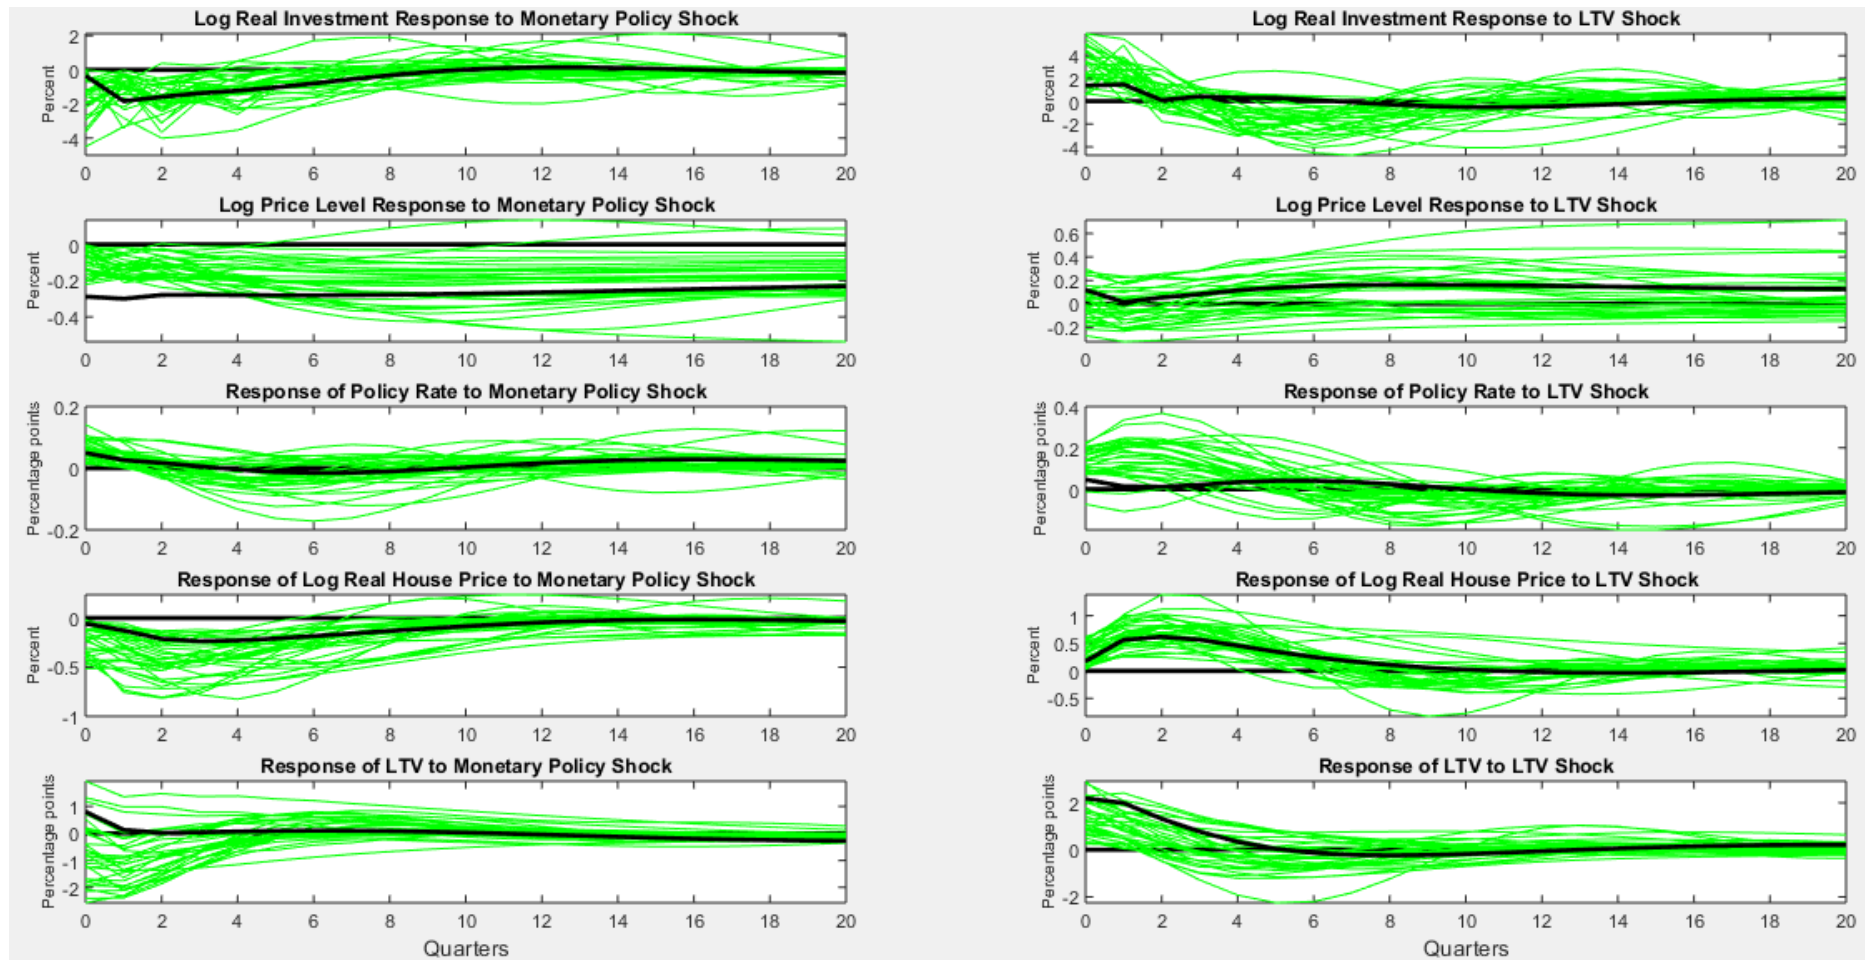 Log Real Investment Response to Monetary Policy Shock
Percent
2
0
-2
-4
0 2 4 6 8 10 12 14 16 18 20
Log Real Investment Response to LTV Shock
Percent
4
2
0
-2
-4
0 2 4 6 8 10 12 14 16 18 20
Log Price Level Response to Monetary Policy Shock
Percent
0
-0.2
-0.4
0 2 4 6 8 10 12 14 16 18 20
Log Price Level Response to LTV Shock
Percent
0.6
0.4
0.2
0
-0.2
0 2 4 6 8 10 12 14 16 18 20
Response of Policy Rate to Monetary Policy Shock
Percentage points
0.2
0
-0.2
0 2 4 6 8 10 12 14 16 18 20
Response of Policy Rate to LTV Shock
Percentage points
0.4
0.2
0
0 2 4 6 8 10 12 14 16 18 20
Response of Log Real House Price to Monetary Policy Shock
Percent
0
-0.5
-1
0 2 4 6 8 10 12 14 16 18 20
Response of Log Real House Price to LTV Shock
Percent
1
0.5
0
-0.5
0 2 4 6 8 10 12 14 16 18 20
Response of LTV to Monetary Policy Shock
Percentage points
1
0
-1
-2
0 2 4 6 8 10 12 14 16 18 20
Quarters
Response of LTV to LTV Shock
Percentage points
2
0
-2
0 2 4 6 8 10 12 14 16 18 20
Quarters